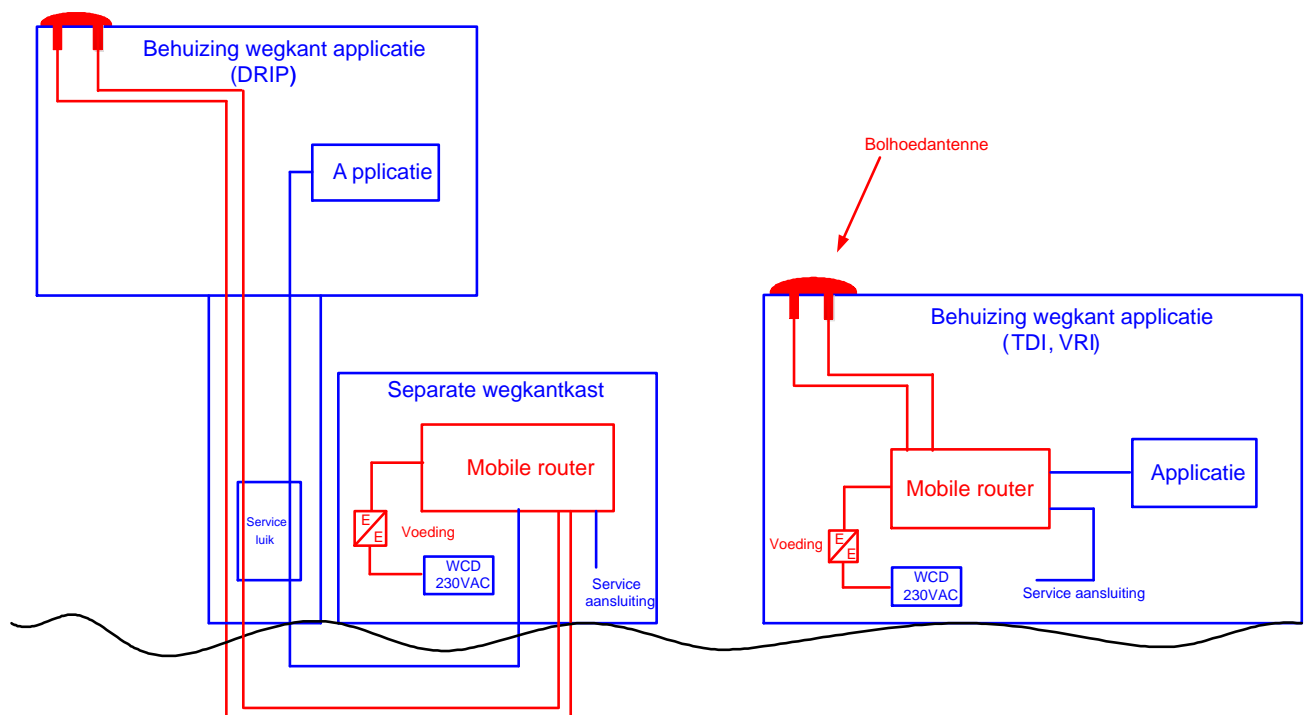 Behuizing wegkant applicatie
(DRIP)
A pplicatie
Separate wegkantkast
Mobile router
E
E
Voeding
WCD
230VAC
Service
aansluiting
Service
luik
Bolhoedantenne
Behuizing wegkant applicatie
(TDI, VRI)
Mobile router
Applicatie
Voeding
E
E
WCD
230VAC
Service aansluiting